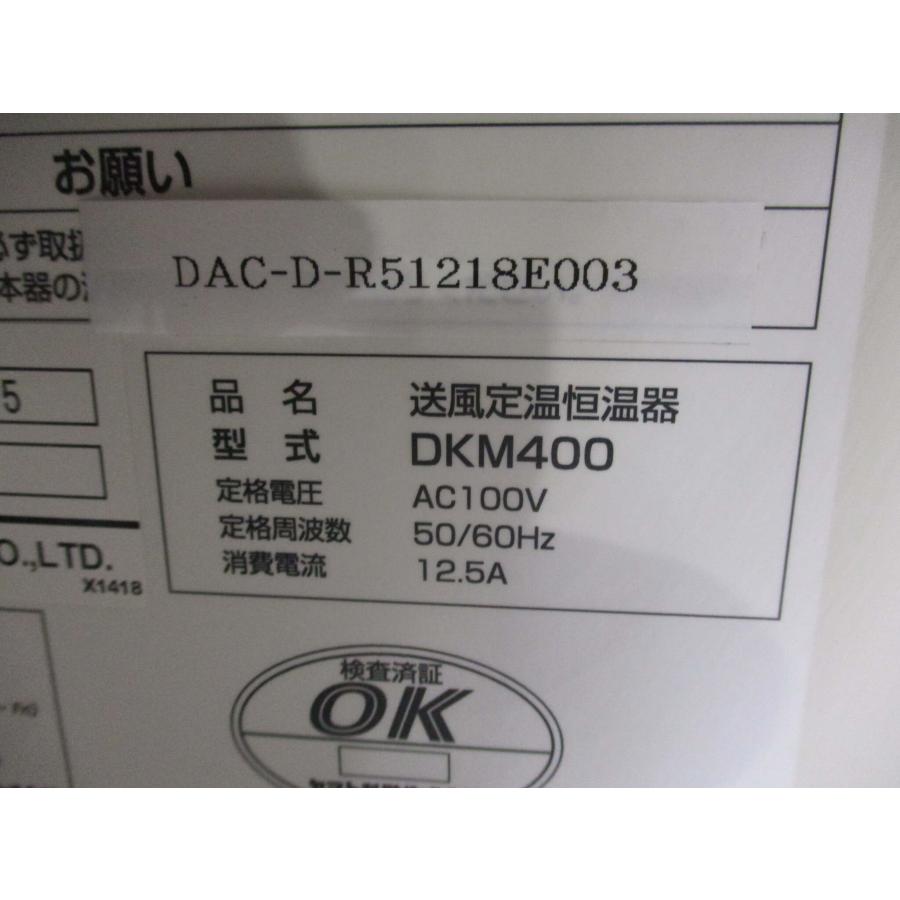 お願い
必ず取扱
本器の
DAC-D-R51218E003
5
品名 送風定温恒温器
型式 DKM400
定格電圧 AC100V
定格周波数 50/60Hz
消費電流 12.5A
O.,LTD.
X1418
検査済証
OK